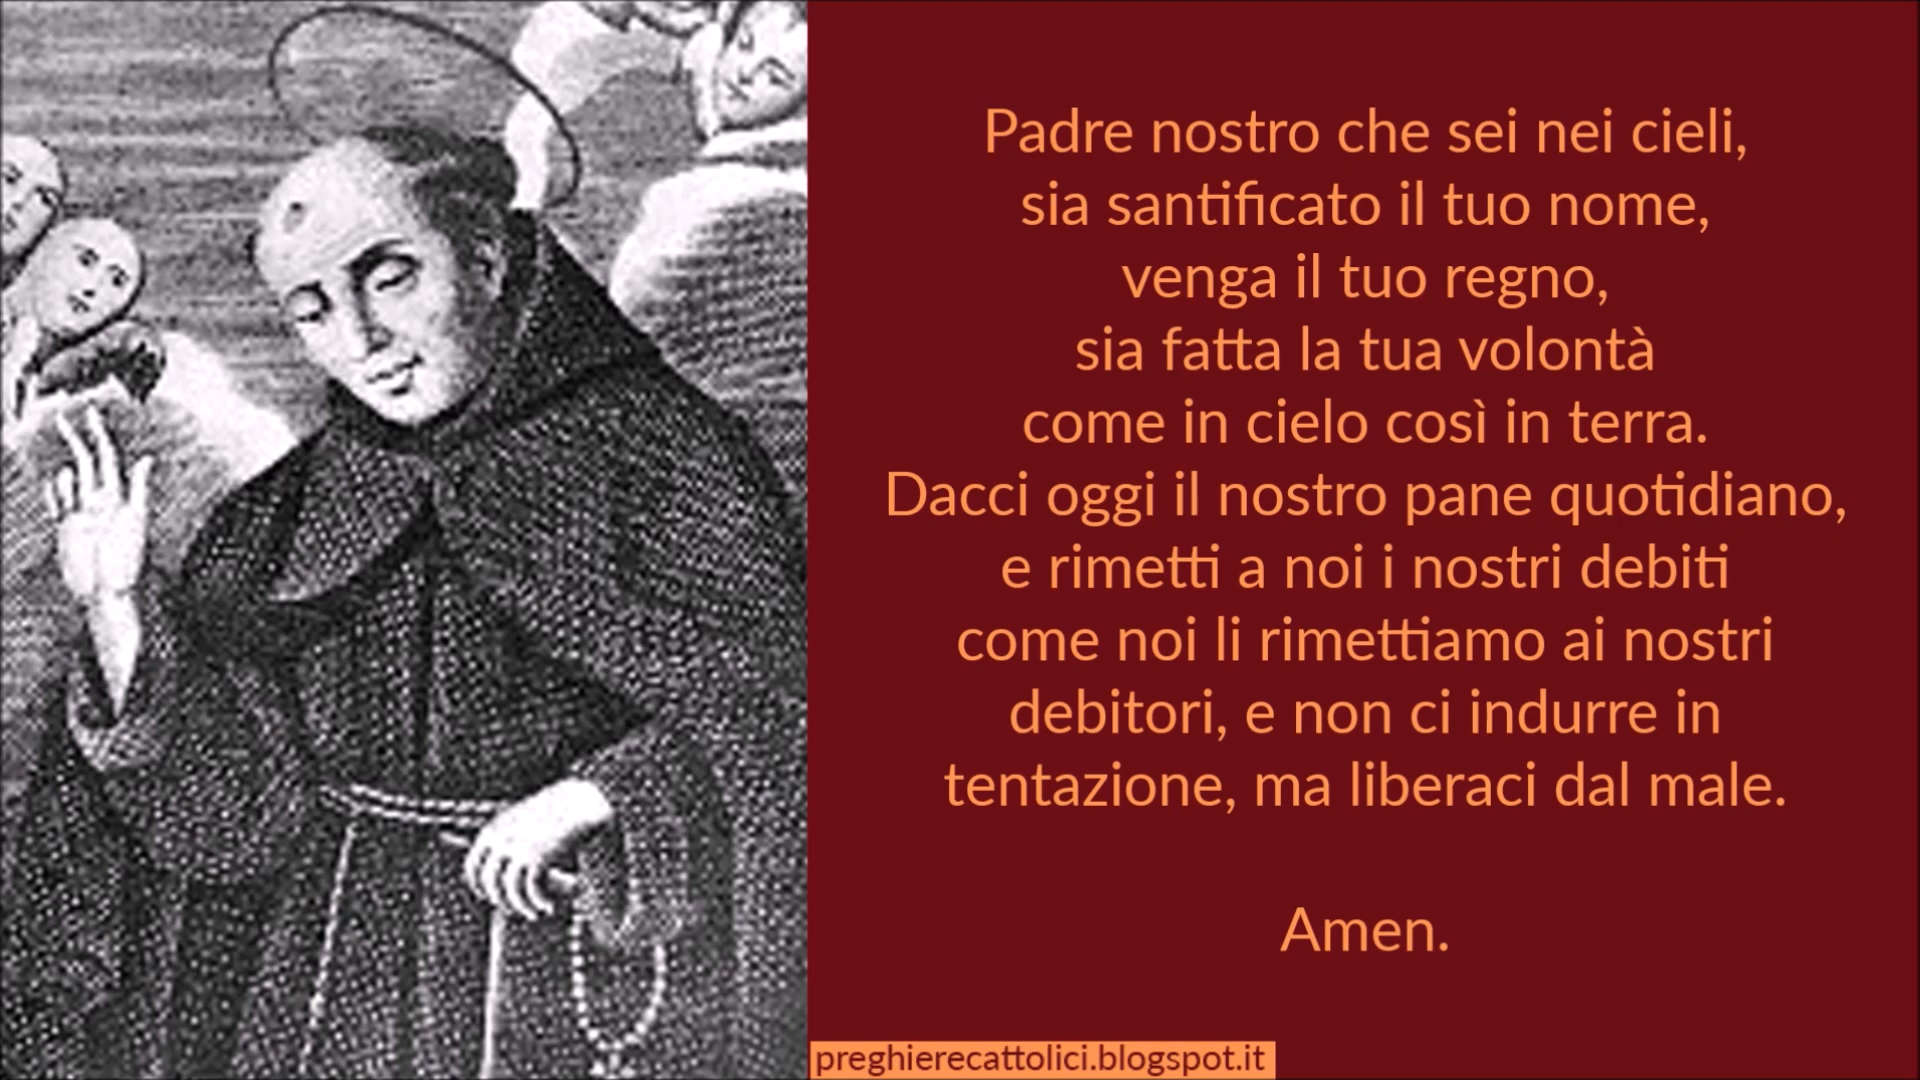 Padre nostro che sei nei cieli,
sia santificato il tuo nome,
venga il tuo regno,
sia fatta la tua volontà
come in cielo così in terra.
Dacci oggi il nostro pane quotidiano,
e rimetti a noi i nostri debiti
come noi li rimettiamo ai nostri
debitori, e non ci indurre in
tentazione, ma liberaci dal male.
Amen.
preghierecattolici.blogspot.it